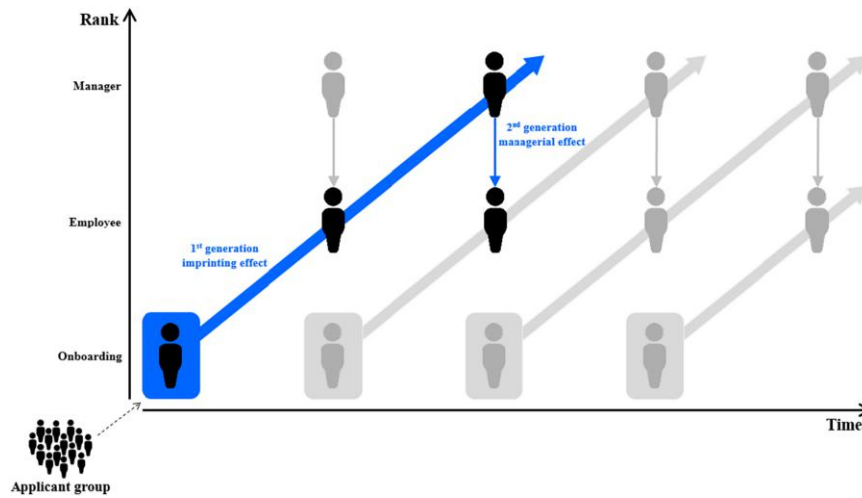 Rank
Manager
2nd generation
managerial effect
Employee
1st generation
imprinting effect
Onboarding
Time
Applicant group